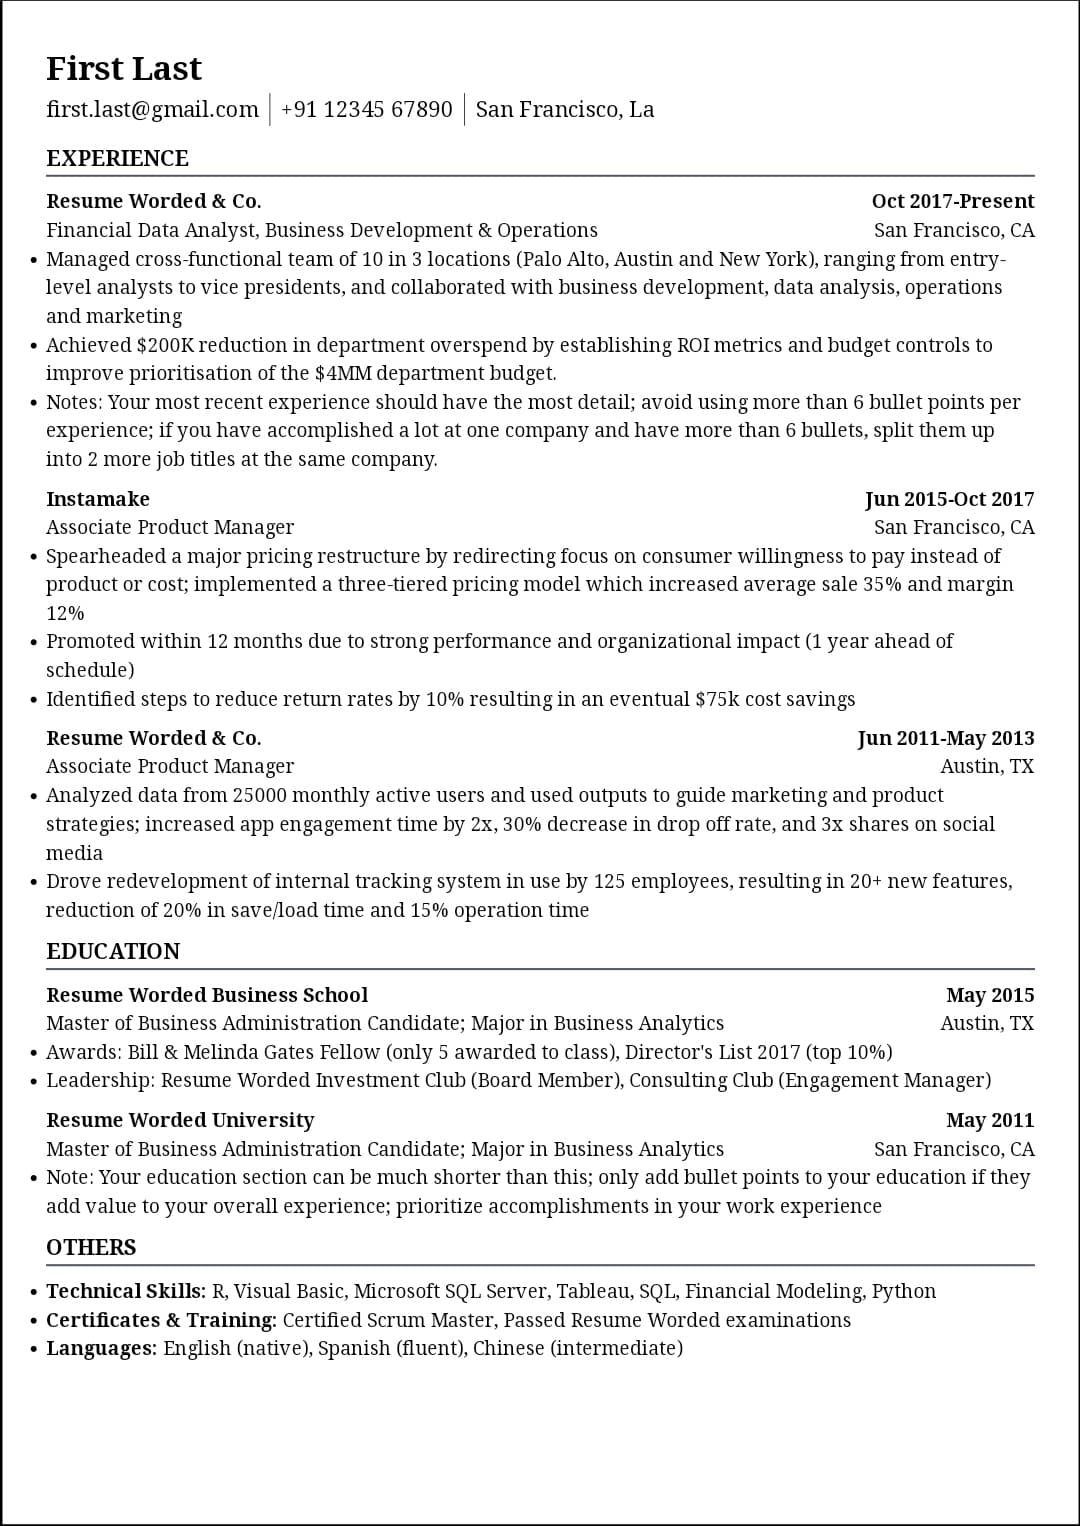 First Last
first.last@gmail.com | +91 12345 67890 | San Francisco, La
EXPERIENCE
Resume Worded & Co. Oct 2017-Present
Financial Data Analyst, Business Development & Operations San Francisco, CA
• Managed cross-functional team of 10 in 3 locations (Palo Alto, Austin and New York), ranging from entry-
level analysts to vice presidents, and collaborated with business development, data analysis, operations
and marketing
• Achieved $200K reduction in department overspend by establishing ROI metrics and budget controls to
improve prioritisation of the $4MM department budget.
• Notes: Your most recent experience should have the most detail; avoid using more than 6 bullet points per
experience; if you have accomplished a lot at one company and have more than 6 bullets, split them up
into 2 more job titles at the same company.
Instamake Jun 2015-Oct 2017
Associate Product Manager San Francisco, CA
• Spearheaded a major pricing restructure by redirecting focus on consumer willingness to pay instead of
product or cost; implemented a three-tiered pricing model which increased average sale 35% and margin
12%
• Promoted within 12 months due to strong performance and organizational impact (1 year ahead of
schedule)
• Identified steps to reduce return rates by 10% resulting in an eventual $75k cost savings
Resume Worded & Co. Jun 2011-May 2013
Associate Product Manager Austin, TX
• Analyzed data from 25000 monthly active users and used outputs to guide marketing and product
strategies; increased app engagement time by 2x, 30% decrease in drop off rate, and 3x shares on social
media
• Drove redevelopment of internal tracking system in use by 125 employees, resulting in 20+ new features,
reduction of 20% in save/load time and 15% operation time
EDUCATION
Resume Worded Business School May 2015
Master of Business Administration Candidate; Major in Business Analytics Austin, TX
• Awards: Bill & Melinda Gates Fellow (only 5 awarded to class), Director's List 2017 (top 10%)
• Leadership: Resume Worded Investment Club (Board Member), Consulting Club (Engagement Manager)
Resume Worded University May 2011
Master of Business Administration Candidate; Major in Business Analytics San Francisco, CA
• Note: Your education section can be much shorter than this; only add bullet points to your education if they
add value to your overall experience; prioritize accomplishments in your work experience
OTHERS
• Technical Skills: R, Visual Basic, Microsoft SQL Server, Tableau, SQL, Financial Modeling, Python
• Certificates & Training: Certified Scrum Master, Passed Resume Worded examinations
• Languages: English (native), Spanish (fluent), Chinese (intermediate)